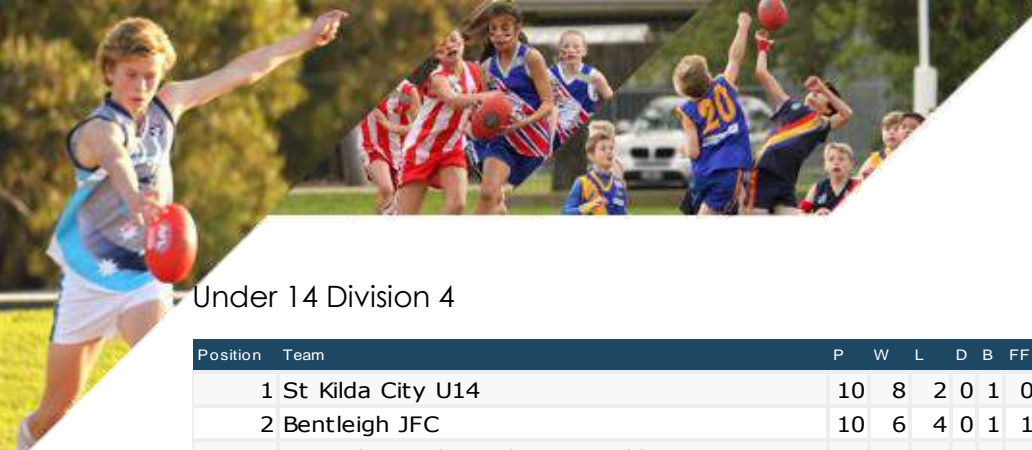 20
Under 14 Division 4
Position Team P W L D B FF
1 St Kilda City U14 10 8 2 0 1 0
2 Bentleigh JFC 10 6 4 0 1 1